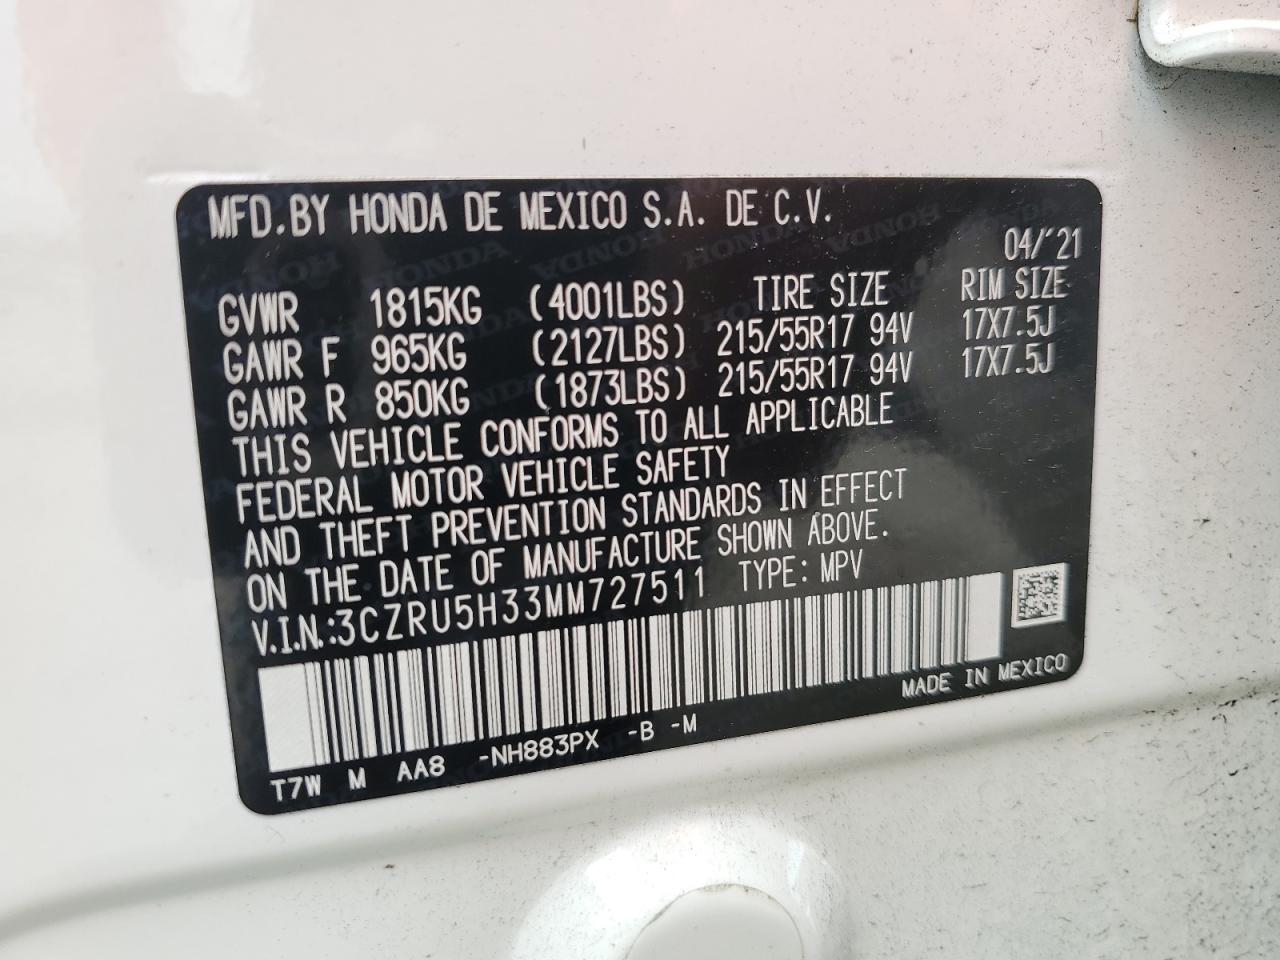 MFD.BY HONDA DE MEXICO S.A. DE C.V.
04/'21
GVWR 1815KG (4001LBS) TIRE SIZE RIM SIZE
GAWR F 965KG (2127LBS) 215/55R17 94V 17X7.5J
GAWR R 850KG (1873LBS) 215/55R17 94V 17X7.5J
THIS VEHICLE CONFORMS TO ALL APPLICABLE
FEDERAL MOTOR VEHICLE SAFETY
AND THEFT PREVENTION STANDARDS IN EFFECT
ON THE DATE OF MANUFACTURE SHOWN ABOVE.
V.I.N.:3CZRU5H33MM727511 TYPE: MPV
MADE IN MEXICO
T7W M AA8 -NH883PX -B -M